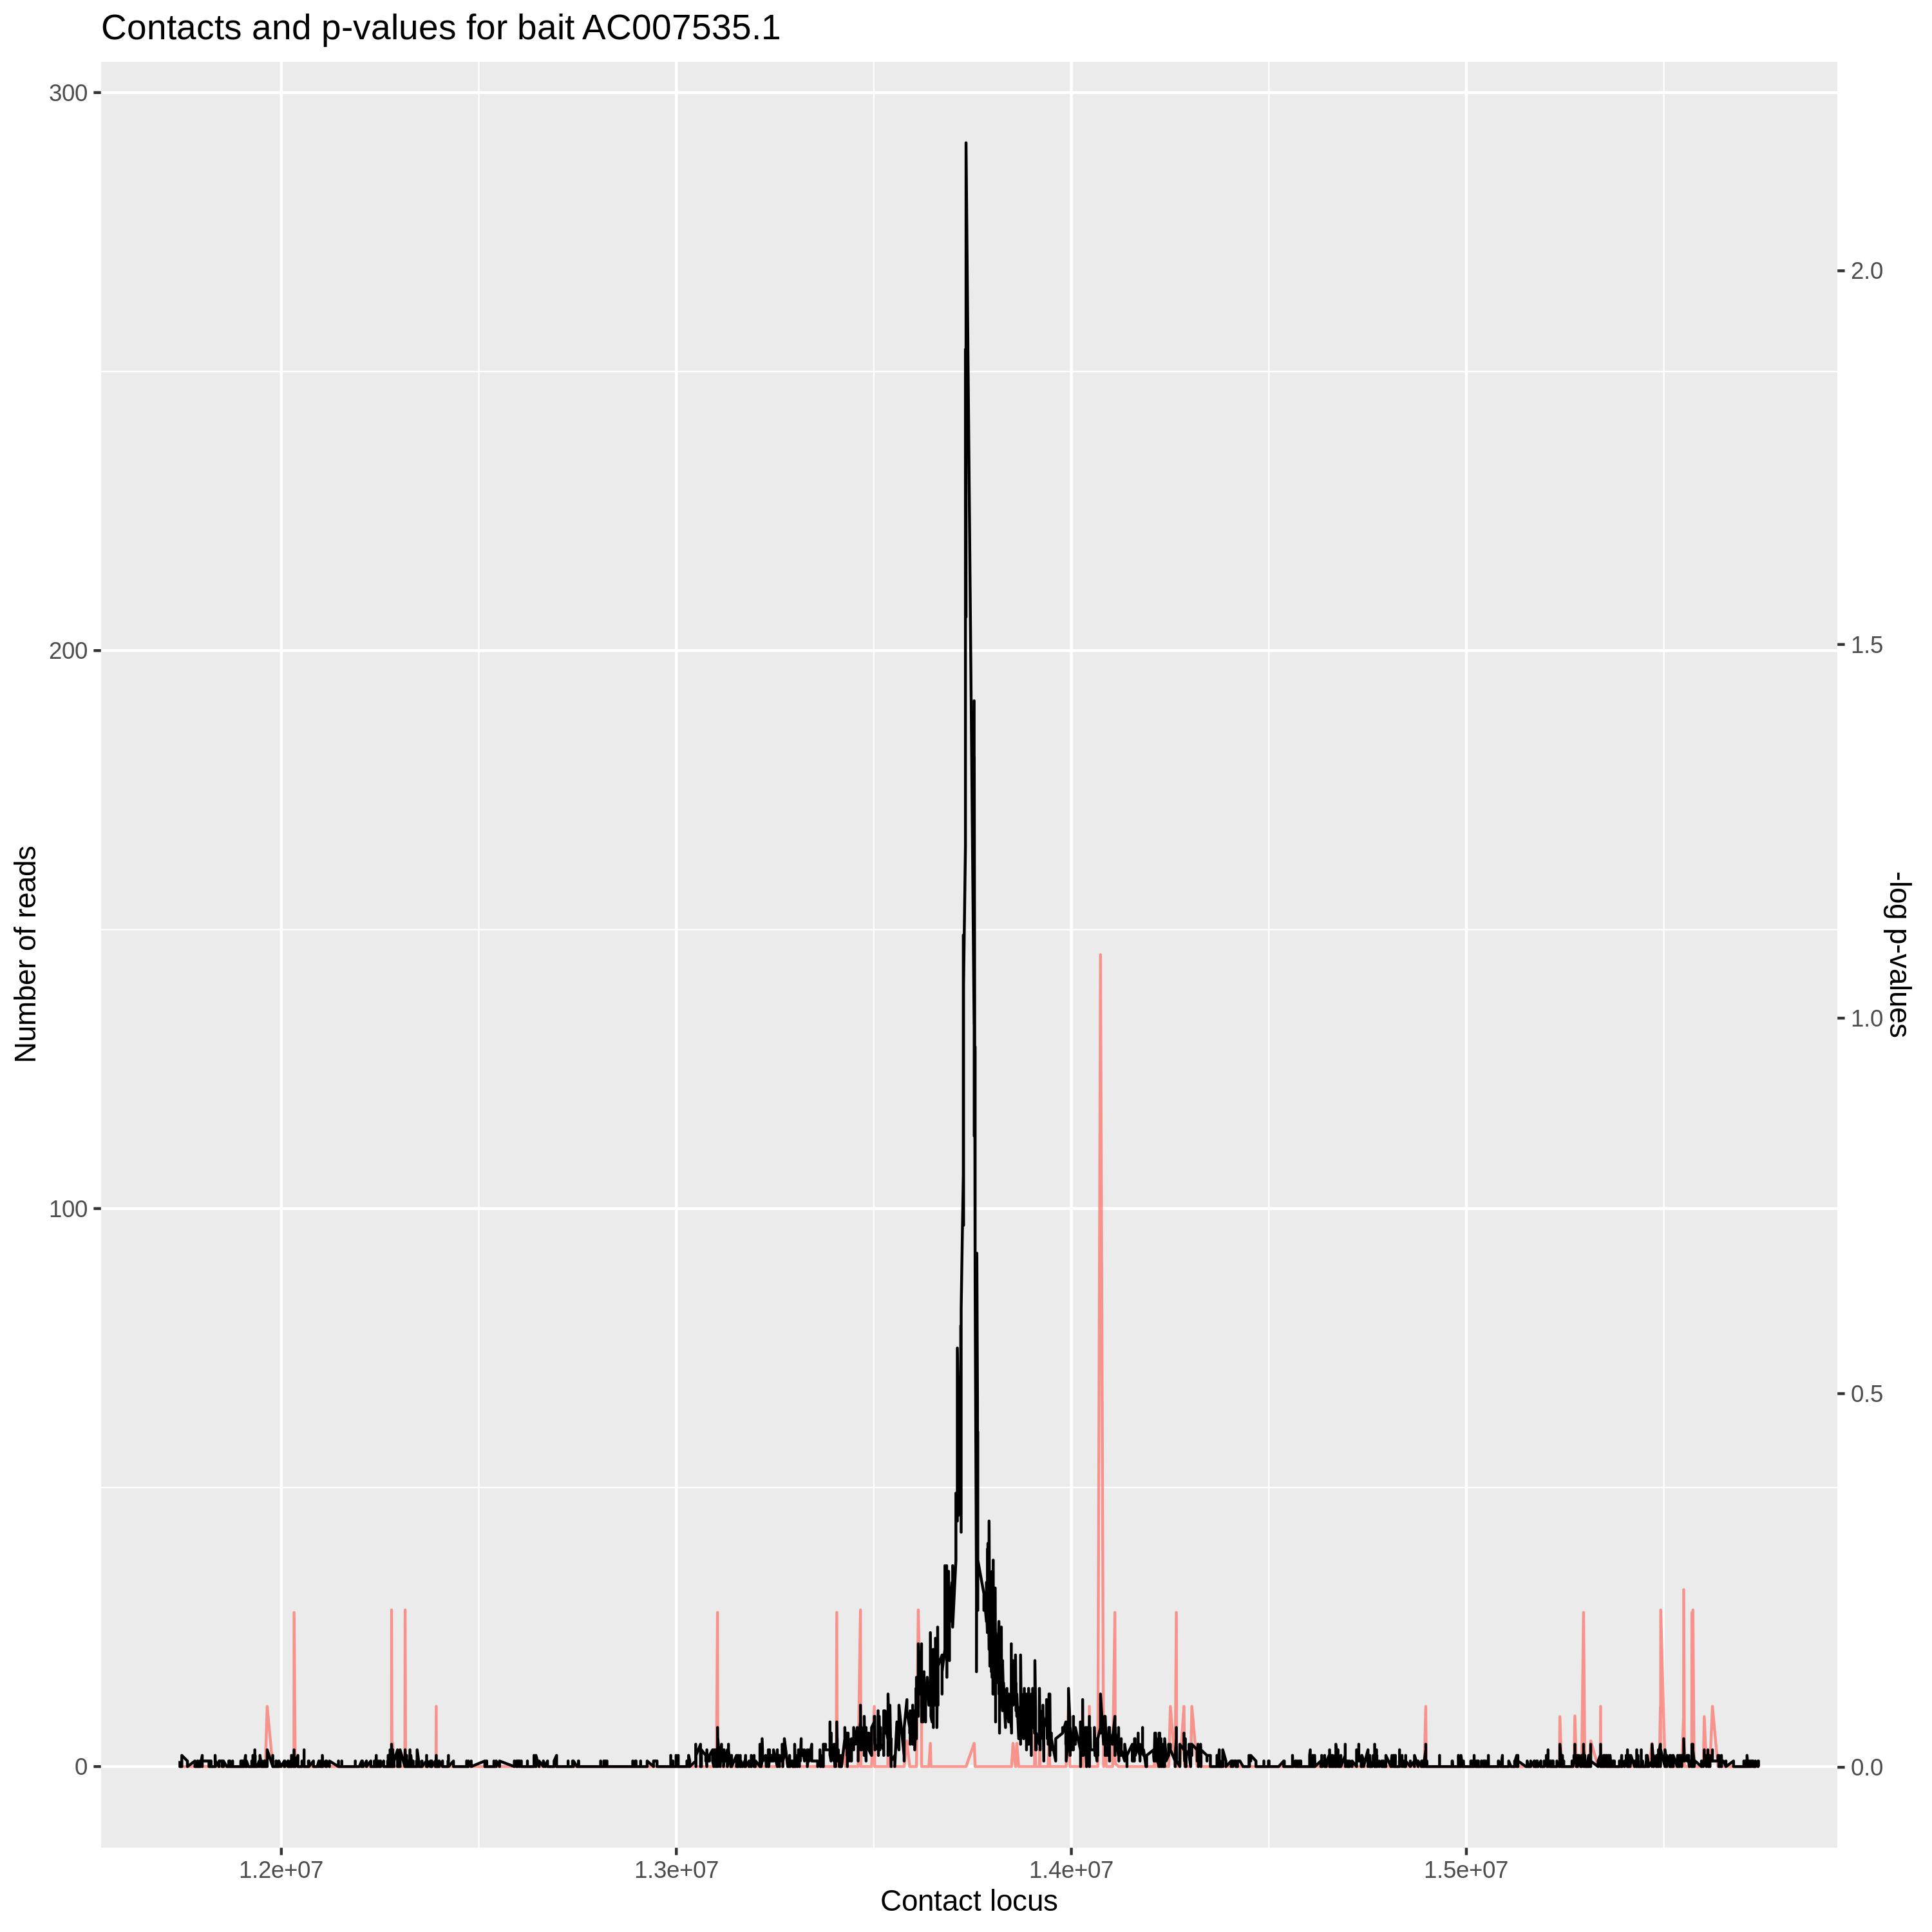 Contacts and p-values for bait AC007535.1
300
200
100
0
Number of reads
2.0
1.5
1.0
0.5
0.0
-log p-values
1.2e+07
1.3e+07
1.4e+07
1.5e+07
Contact locus